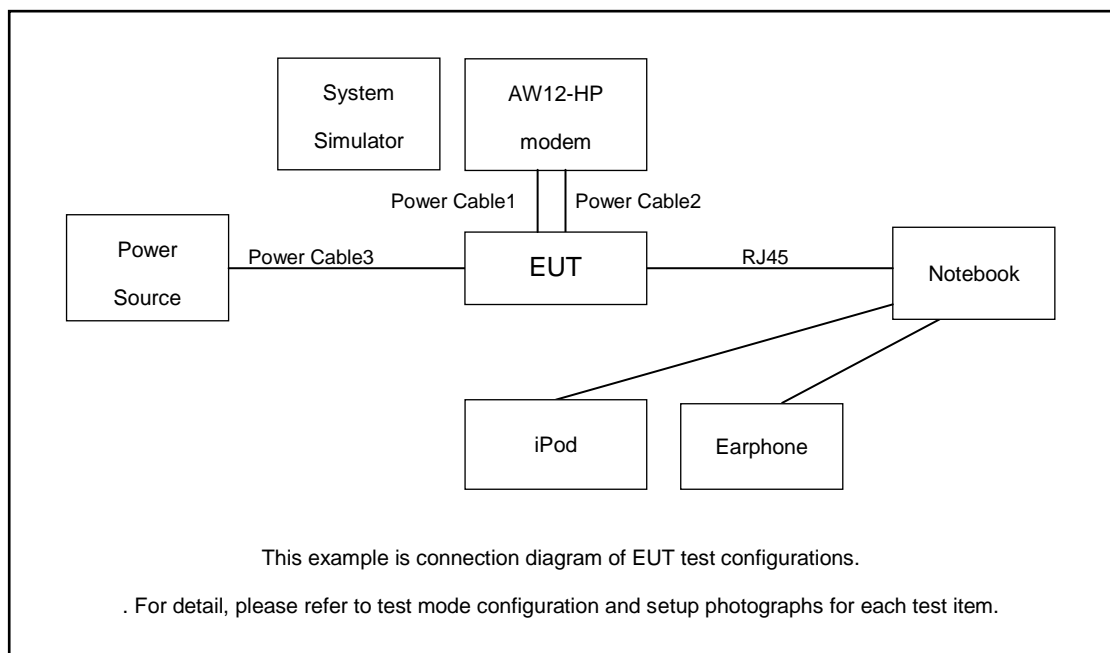 System
Simulator
AW12-HP
modem
Power Cable1
Power Cable2
Power
Source
Power Cable3
EUT
RJ45
Notebook
iPod
Earphone
This example is connection diagram of EUT test configurations.
. For detail, please refer to test mode configuration and setup photographs for each test item.